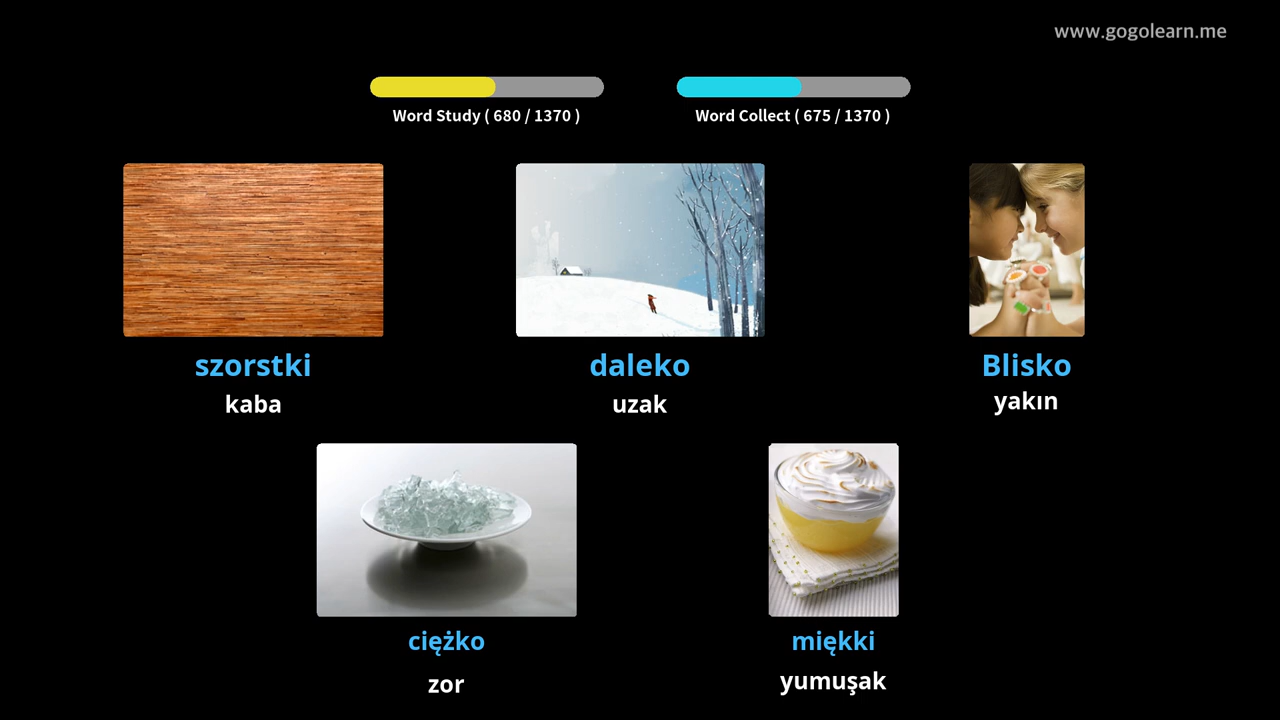 www.gogolearn.me
Word Study ( 680 / 1370 )
Word Collect ( 675 / 1370 )
szorstki
kaba
daleko
uzak
Blisko
yakın
ciężko
zor
miękki
yumuşak